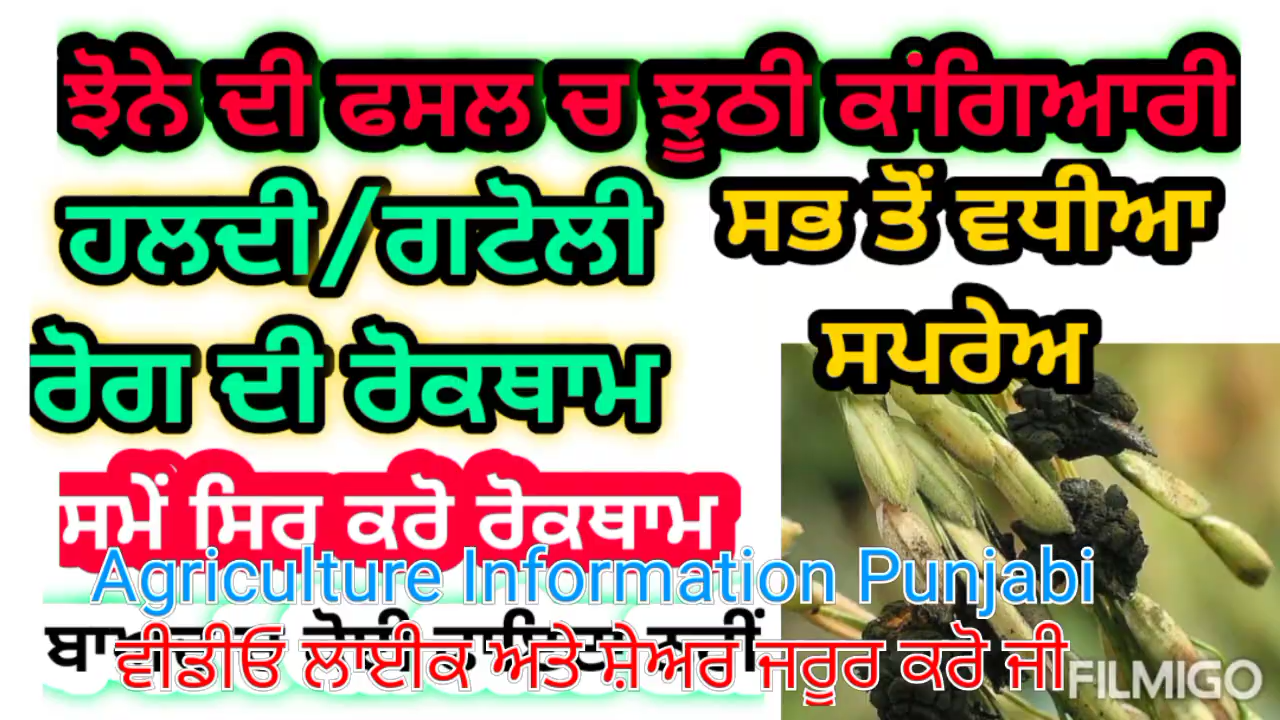 ਝੋਨੇ ਦੀ ਫਸਲ ਚ ਝੂਠੀ ਕਾਂਗਿਆਰੀ
ਹਲਦੀ/ਗਟੋਲੀ
ਸਭ ਤੋਂ ਵਧੀਆ
ਸਪਰੇਅ
ਰੋਗ ਦੀ ਰੋਕਥਾਮ
ਸਮੇਂ ਸਿਰ ਕਰੋ ਰੋਕਥਾਮ
Agriculture Information Punjabi
ਵੀਡੀਓ ਲਾਈਕ ਅਤੇ ਸ਼ੇਅਰ ਜਰੂਰ ਕਰੋ ਜੀ
FILMIGO